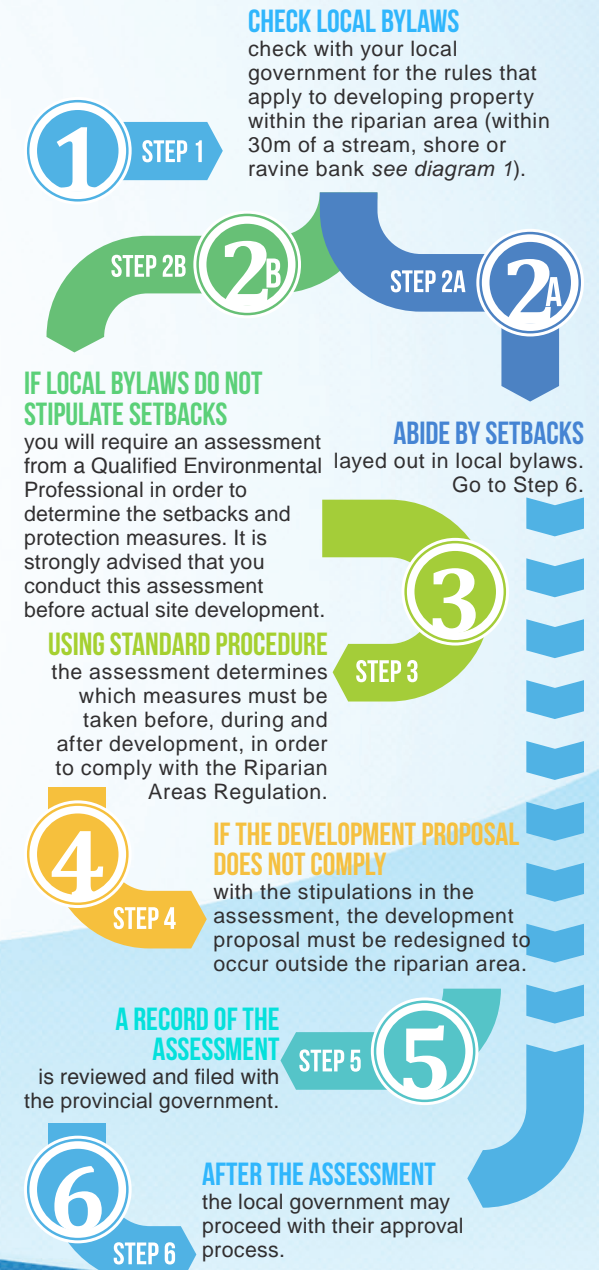 CHECK LOCAL BYLAWS
check with your local
government for the rules that
apply to developing property
within the riparian area (within
30m of a stream, shore or
ravine bank see diagram 1).
1 STEP 1
STEP 2B 2B
STEP 2A 2A
IF LOCAL BYLAWS DO NOT
STIPULATE SETBACKS
you will require an assessment
from a Qualified Environmental
Professional in order to
determine the setbacks and
protection measures. It is
strongly advised that you
conduct this assessment
before actual site development.
ABIDE BY SETBACKS
layed out in local bylaws.
Go to Step 6.
3
STEP 3
USING STANDARD PROCEDURE
the assessment determines
which measures must be
taken before, during and
after development, in order
to comply with the Riparian
Areas Regulation.
4
STEP 4
IF THE DEVELOPMENT PROPOSAL
DOES NOT COMPLY
with the stipulations in the
assessment, the development
proposal must be redesigned to
occur outside the riparian area.
A RECORD OF THE
ASSESSMENT
is reviewed and filed with
the provincial government.
STEP 5 5
6
STEP 6
AFTER THE ASSESSMENT
the local government may
proceed with their approval
process.